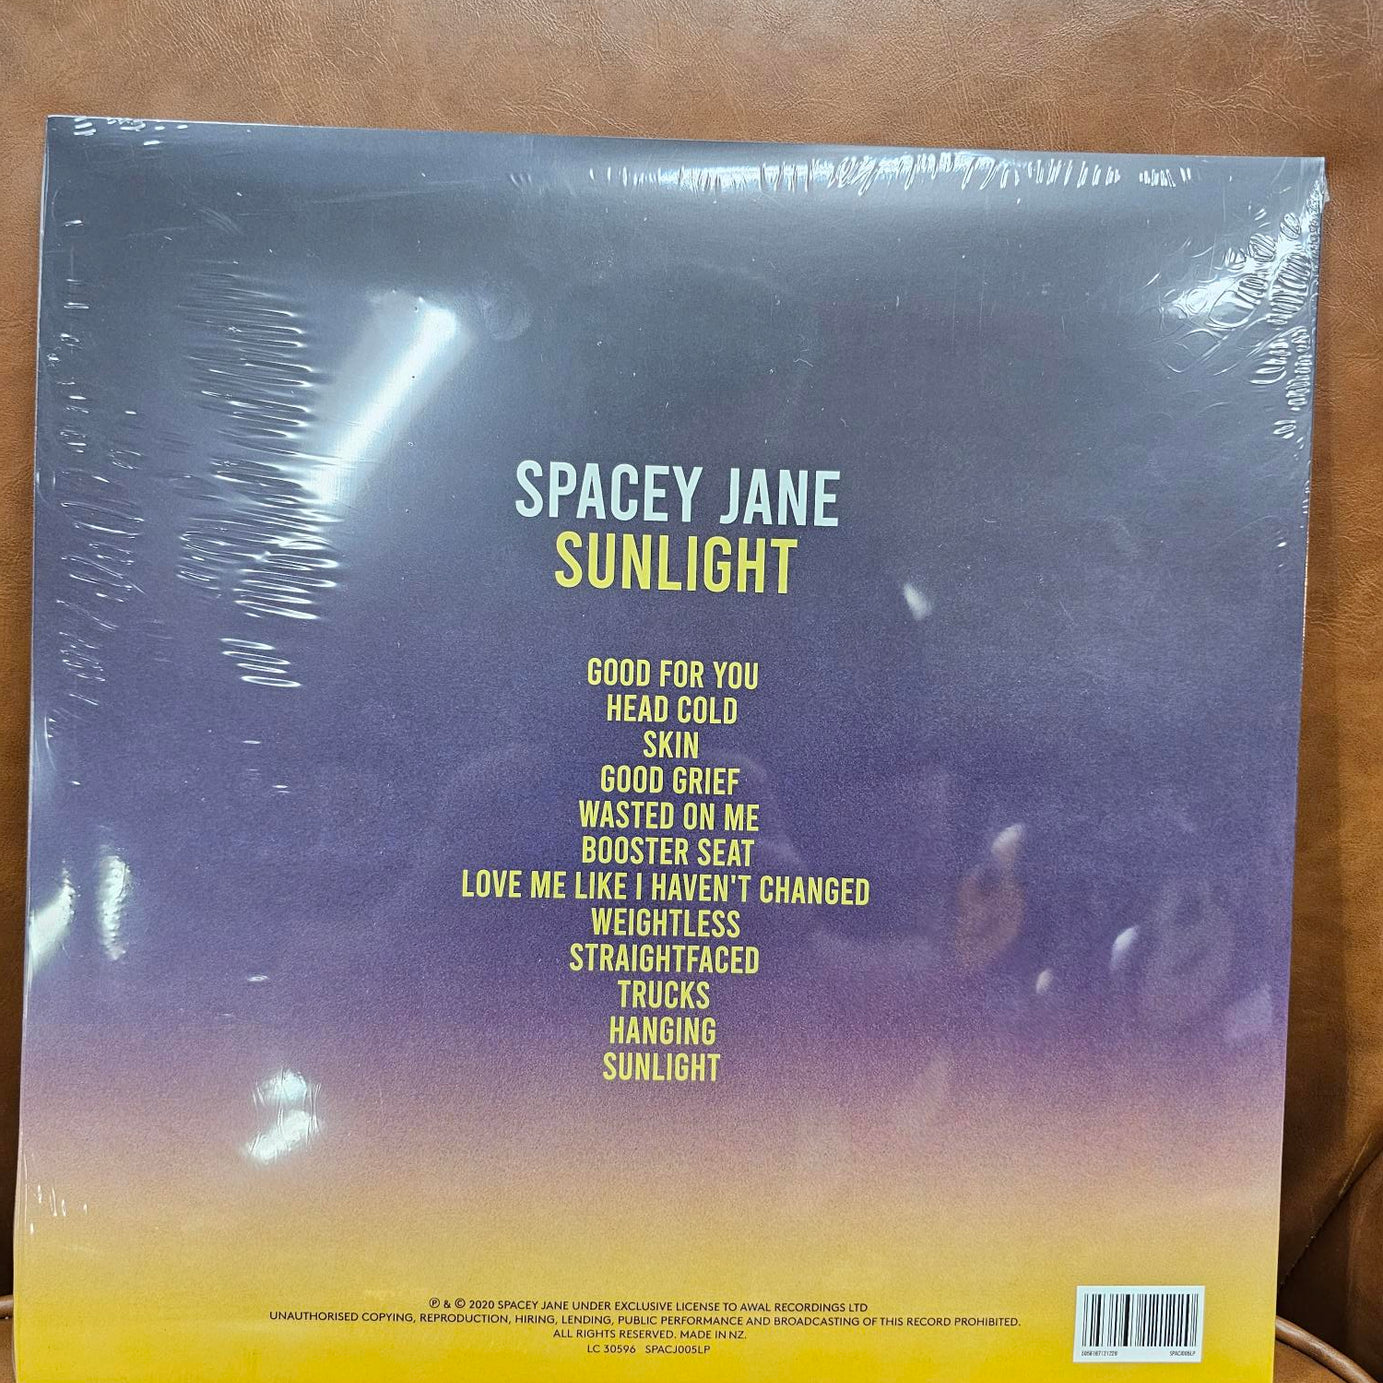 SPACEY JANE
SUNLIGHT
GOOD FOR YOU
HEAD COLD
SKIN
GOOD GRIEF
WASTED ON ME
BOOSTER SEAT
LOVE ME LIKE I HAVEN'T CHANGED
WEIGHTLESS
STRAIGHTFACED
TRUCKS
HANGING
SUNLIGHT
℗ & © 2020 SPACEY JANE UNDER EXCLUSIVE LICENSE TO AWAL RECORDINGS LTD
UNAUTHORISED COPYING, REPRODUCTION, HIRING, LENDING, PUBLIC PERFORMANCE AND BROADCASTING OF THIS RECORD PROHIBITED.
ALL RIGHTS RESERVED. MADE IN NZ.
LC 30596 SPACJ005LP
SPACJ005LP